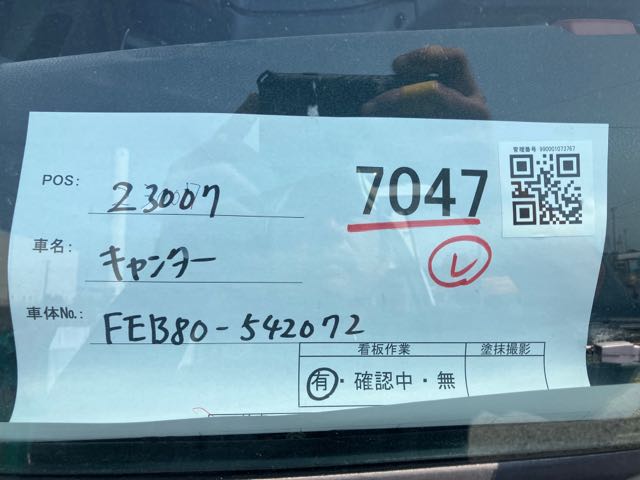 管理番号 990001073767
POS: 23007
7047
レ
車名: キャンター
車体No.: FEB80-542072
看板作業 塗抹撮影
有・確認中・無